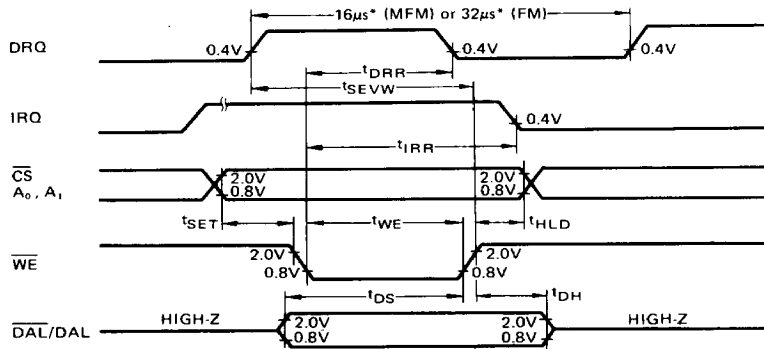 16µs* (MFM) or 32µs* (FM)
DRQ
0.4V
0.4V
0.4V
tDRR
tSEVW
IRQ
0.4V
tIRR
CS
A0, A1
2.0V
0.8V
2.0V
0.8V
tSET
tWE
tHLD
WE
2.0V
0.8V
2.0V
0.8V
tDS
tDH
DAL/DAL
HIGH-Z
2.0V
0.8V
2.0V
0.8V
HIGH-Z